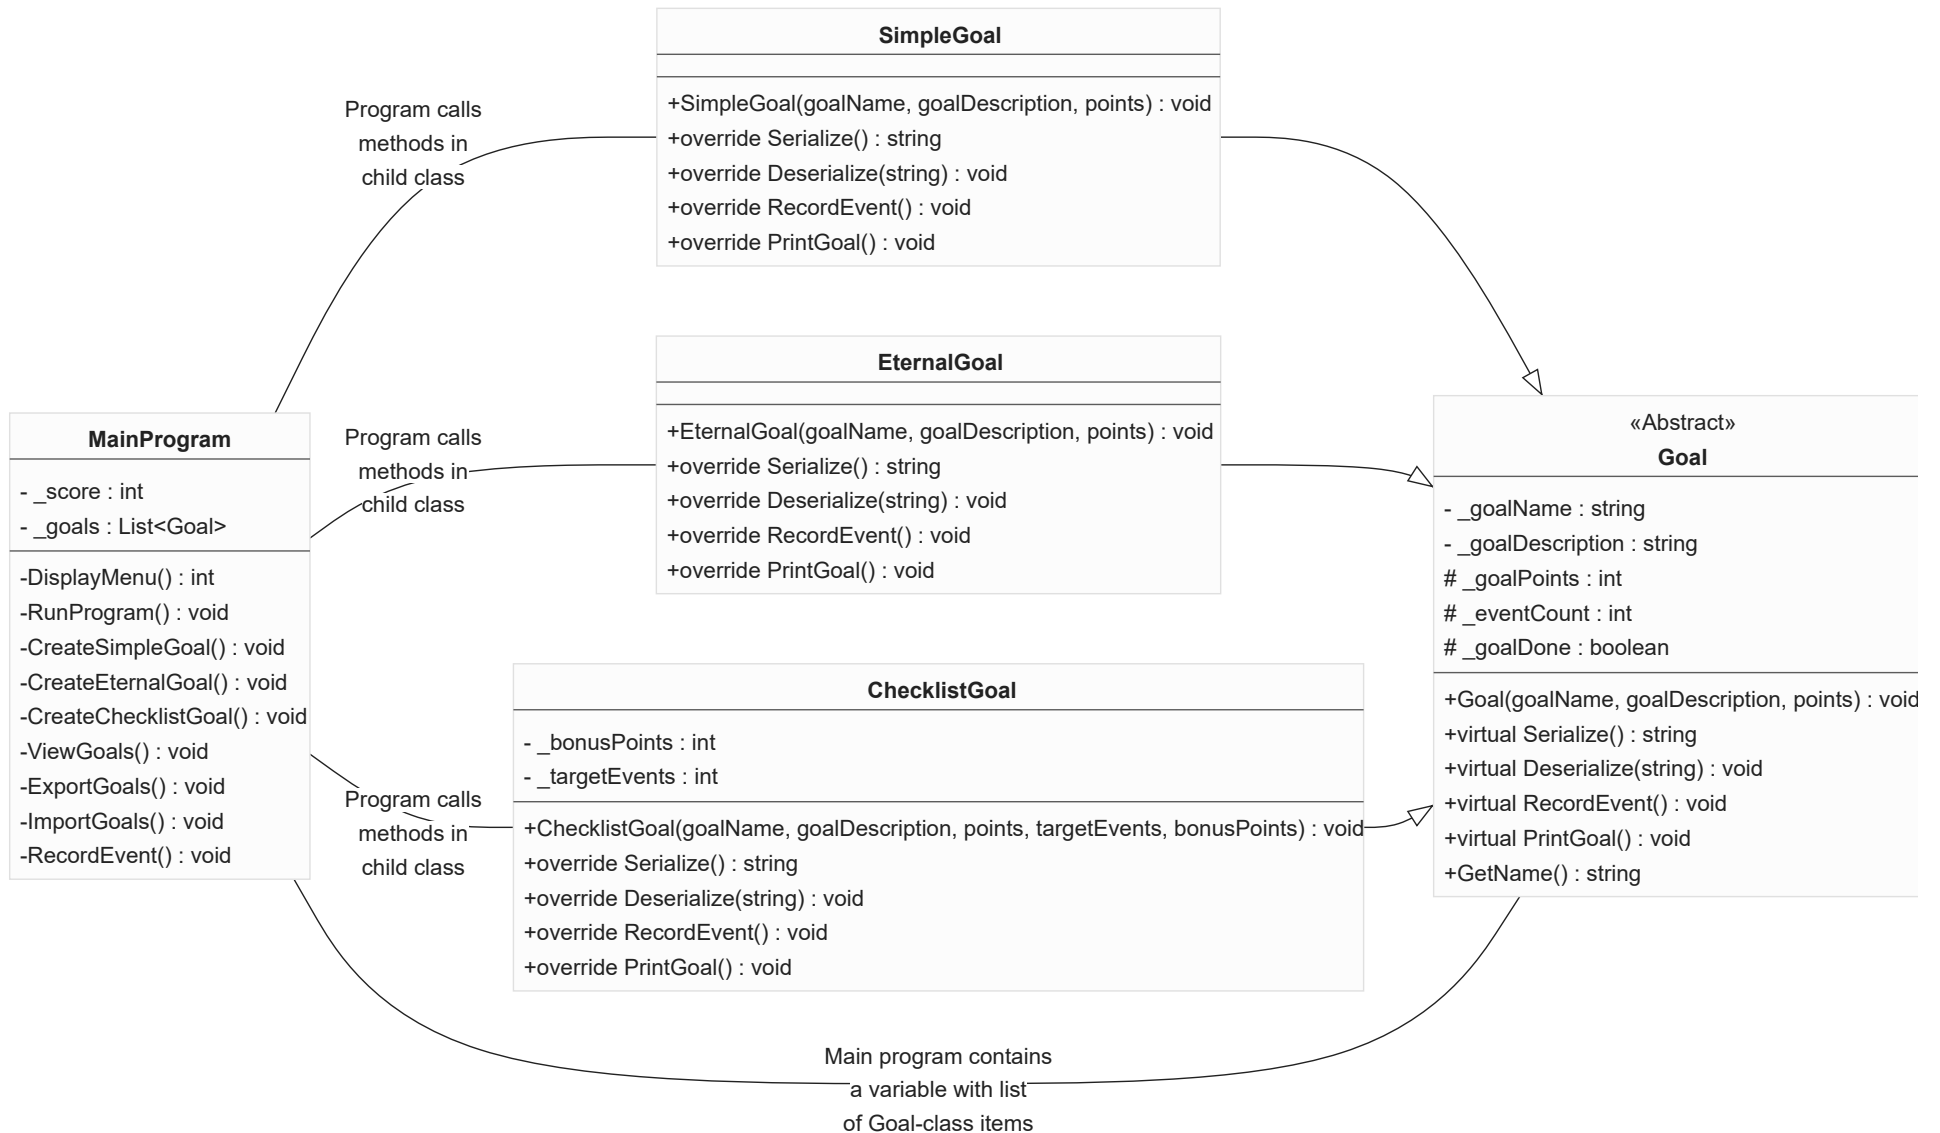 SimpleGoal
+SimpleGoal(goalName, goalDescription, points) : void
+override Serialize() : string
+override Deserialize(string) : void
+override RecordEvent() : void
+override PrintGoal() : void
Program calls
methods in
child class
EternalGoal
+EternalGoal(goalName, goalDescription, points) : void
+override Serialize() : string
+override Deserialize(string) : void
+override RecordEvent() : void
+override PrintGoal() : void
Program calls
methods in
child class
MainProgram
- _score : int
- _goals : List<Goal>
-DisplayMenu() : int
-RunProgram() : void
-CreateSimpleGoal() : void
-CreateEternalGoal() : void
-CreateChecklistGoal() : void
-ViewGoals() : void
-ExportGoals() : void
-ImportGoals() : void
-RecordEvent() : void
Program calls
methods in
child class
ChecklistGoal
- _bonusPoints : int
- _targetEvents : int
+ChecklistGoal(goalName, goalDescription, points, targetEvents, bonusPoints) : void
+override Serialize() : string
+override Deserialize(string) : void
+override RecordEvent() : void
+override PrintGoal() : void
«Abstract»
Goal
- _goalName : string
- _goalDescription : string
# _goalPoints : int
# _eventCount : int
# _goalDone : boolean
+Goal(goalName, goalDescription, points) : void
+virtual Serialize() : string
+virtual Deserialize(string) : void
+virtual RecordEvent() : void
+virtual PrintGoal() : void
+GetName() : string
Main program contains
a variable with list
of Goal-class items